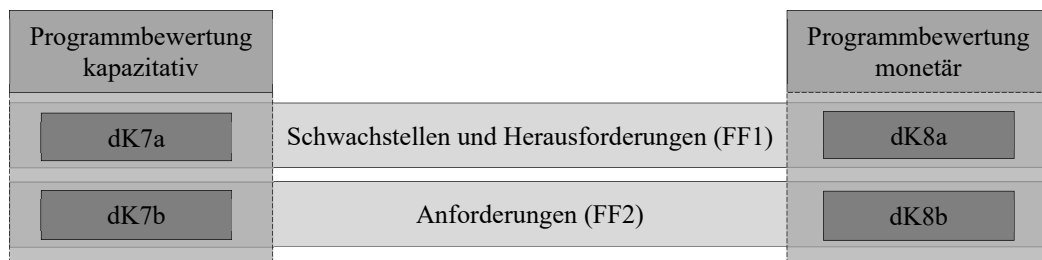 Programmbewertung
kapazitativ
Programmbewertung
monetär
dK7a
Schwachstellen und Herausforderungen (FF1)
dK8a
dK7b
Anforderungen (FF2)
dK8b